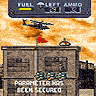 FUEL LEFT AMMO
PARAMETER HAS
BEEN SECURED